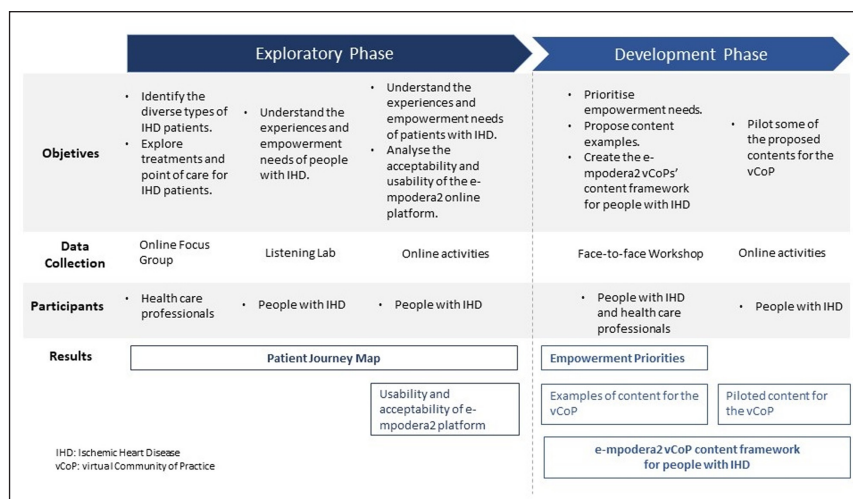 Exploratory Phase
Development Phase
Objetives
• Identify the
diverse types of
IHD patients.
• Explore
treatments and
point of care for
IHD patients.
• Understand the
experiences and
empowerment
needs of people
with IHD.
• Understand the
experiences and
empowerment needs
of patients with IHD.
• Analyse the
acceptability and
usability of the e-
mpodera2 online
platform.
• Prioritise
empowerment needs.
• Propose content
examples.
• Create the e-
mpodera2 vCoPs’
content framework
for people with IHD
• Pilot some of
the proposed
contents for the
vCoP
Data
Collection
Online Focus
Group
Listening Lab
Online activities
Face-to-face Workshop
Online activities
Participants
• Health care
professionals
• People with IHD
• People with IHD
• People with IHD
and health care
professionals
• People with IHD
Results
Patient Journey Map
Empowerment Priorities
Usability and
acceptability of e-
mpodera2 platform
Examples of content for the
vCoP
Piloted content for
the vCoP
e-mpodera2 vCoP content framework
for people with IHD
IHD: Ischemic Heart Disease
vCoP: virtual Community of Practice